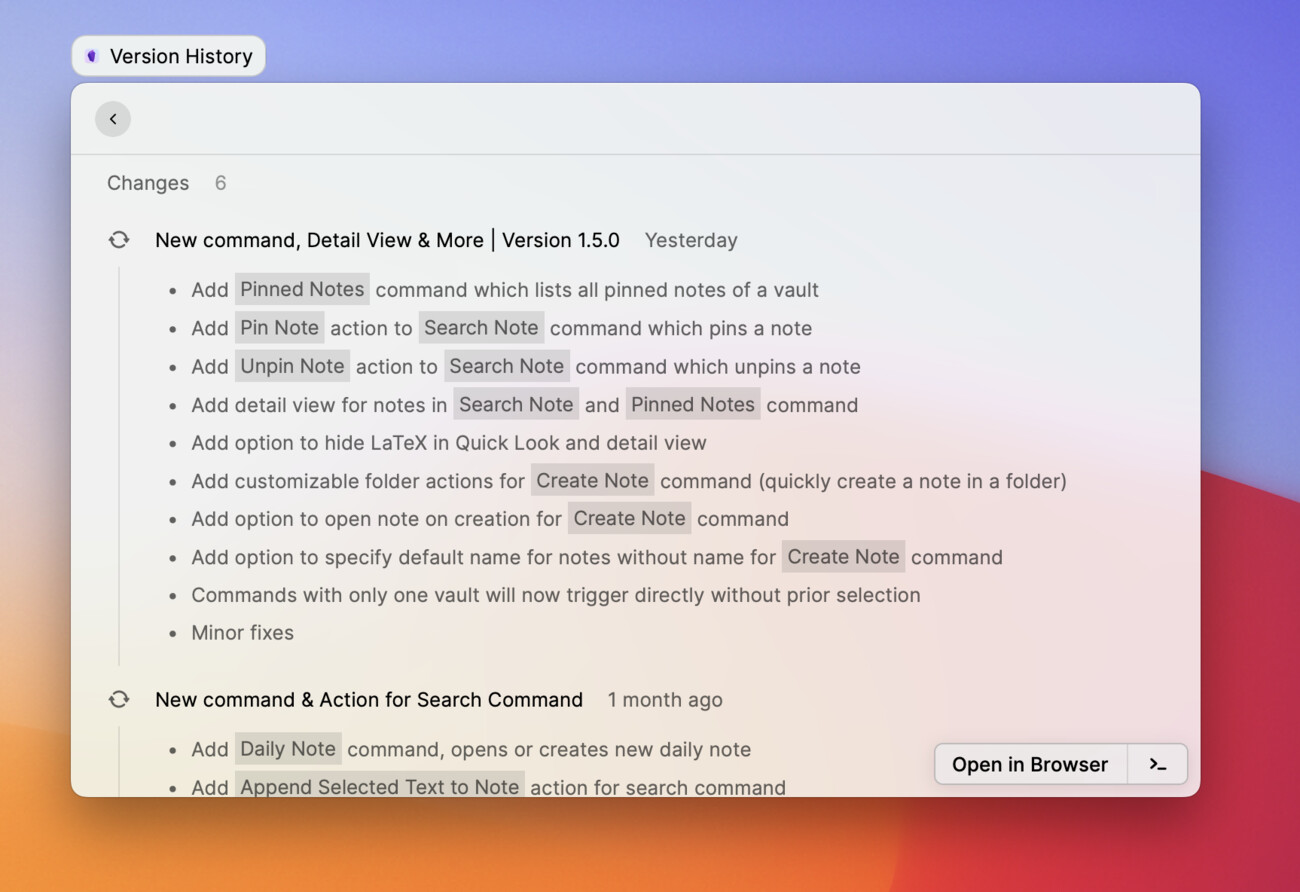 Version History
Changes 6
New command, Detail View & More | Version 1.5.0 Yesterday
• Add Pinned Notes command which lists all pinned notes of a vault
• Add Pin Note action to Search Note command which pins a note
• Add Unpin Note action to Search Note command which unpins a note
• Add detail view for notes in Search Note and Pinned Notes command
• Add option to hide LaTeX in Quick Look and detail view
• Add customizable folder actions for Create Note command (quickly create a note in a folder)
• Add option to open note on creation for Create Note command
• Add option to specify default name for notes without name for Create Note command
• Commands with only one vault will now trigger directly without prior selection
• Minor fixes
New command & Action for Search Command 1 month ago
• Add Daily Note command, opens or creates new daily note
• Add Append Selected Text to Note action for search command
Open in Browser